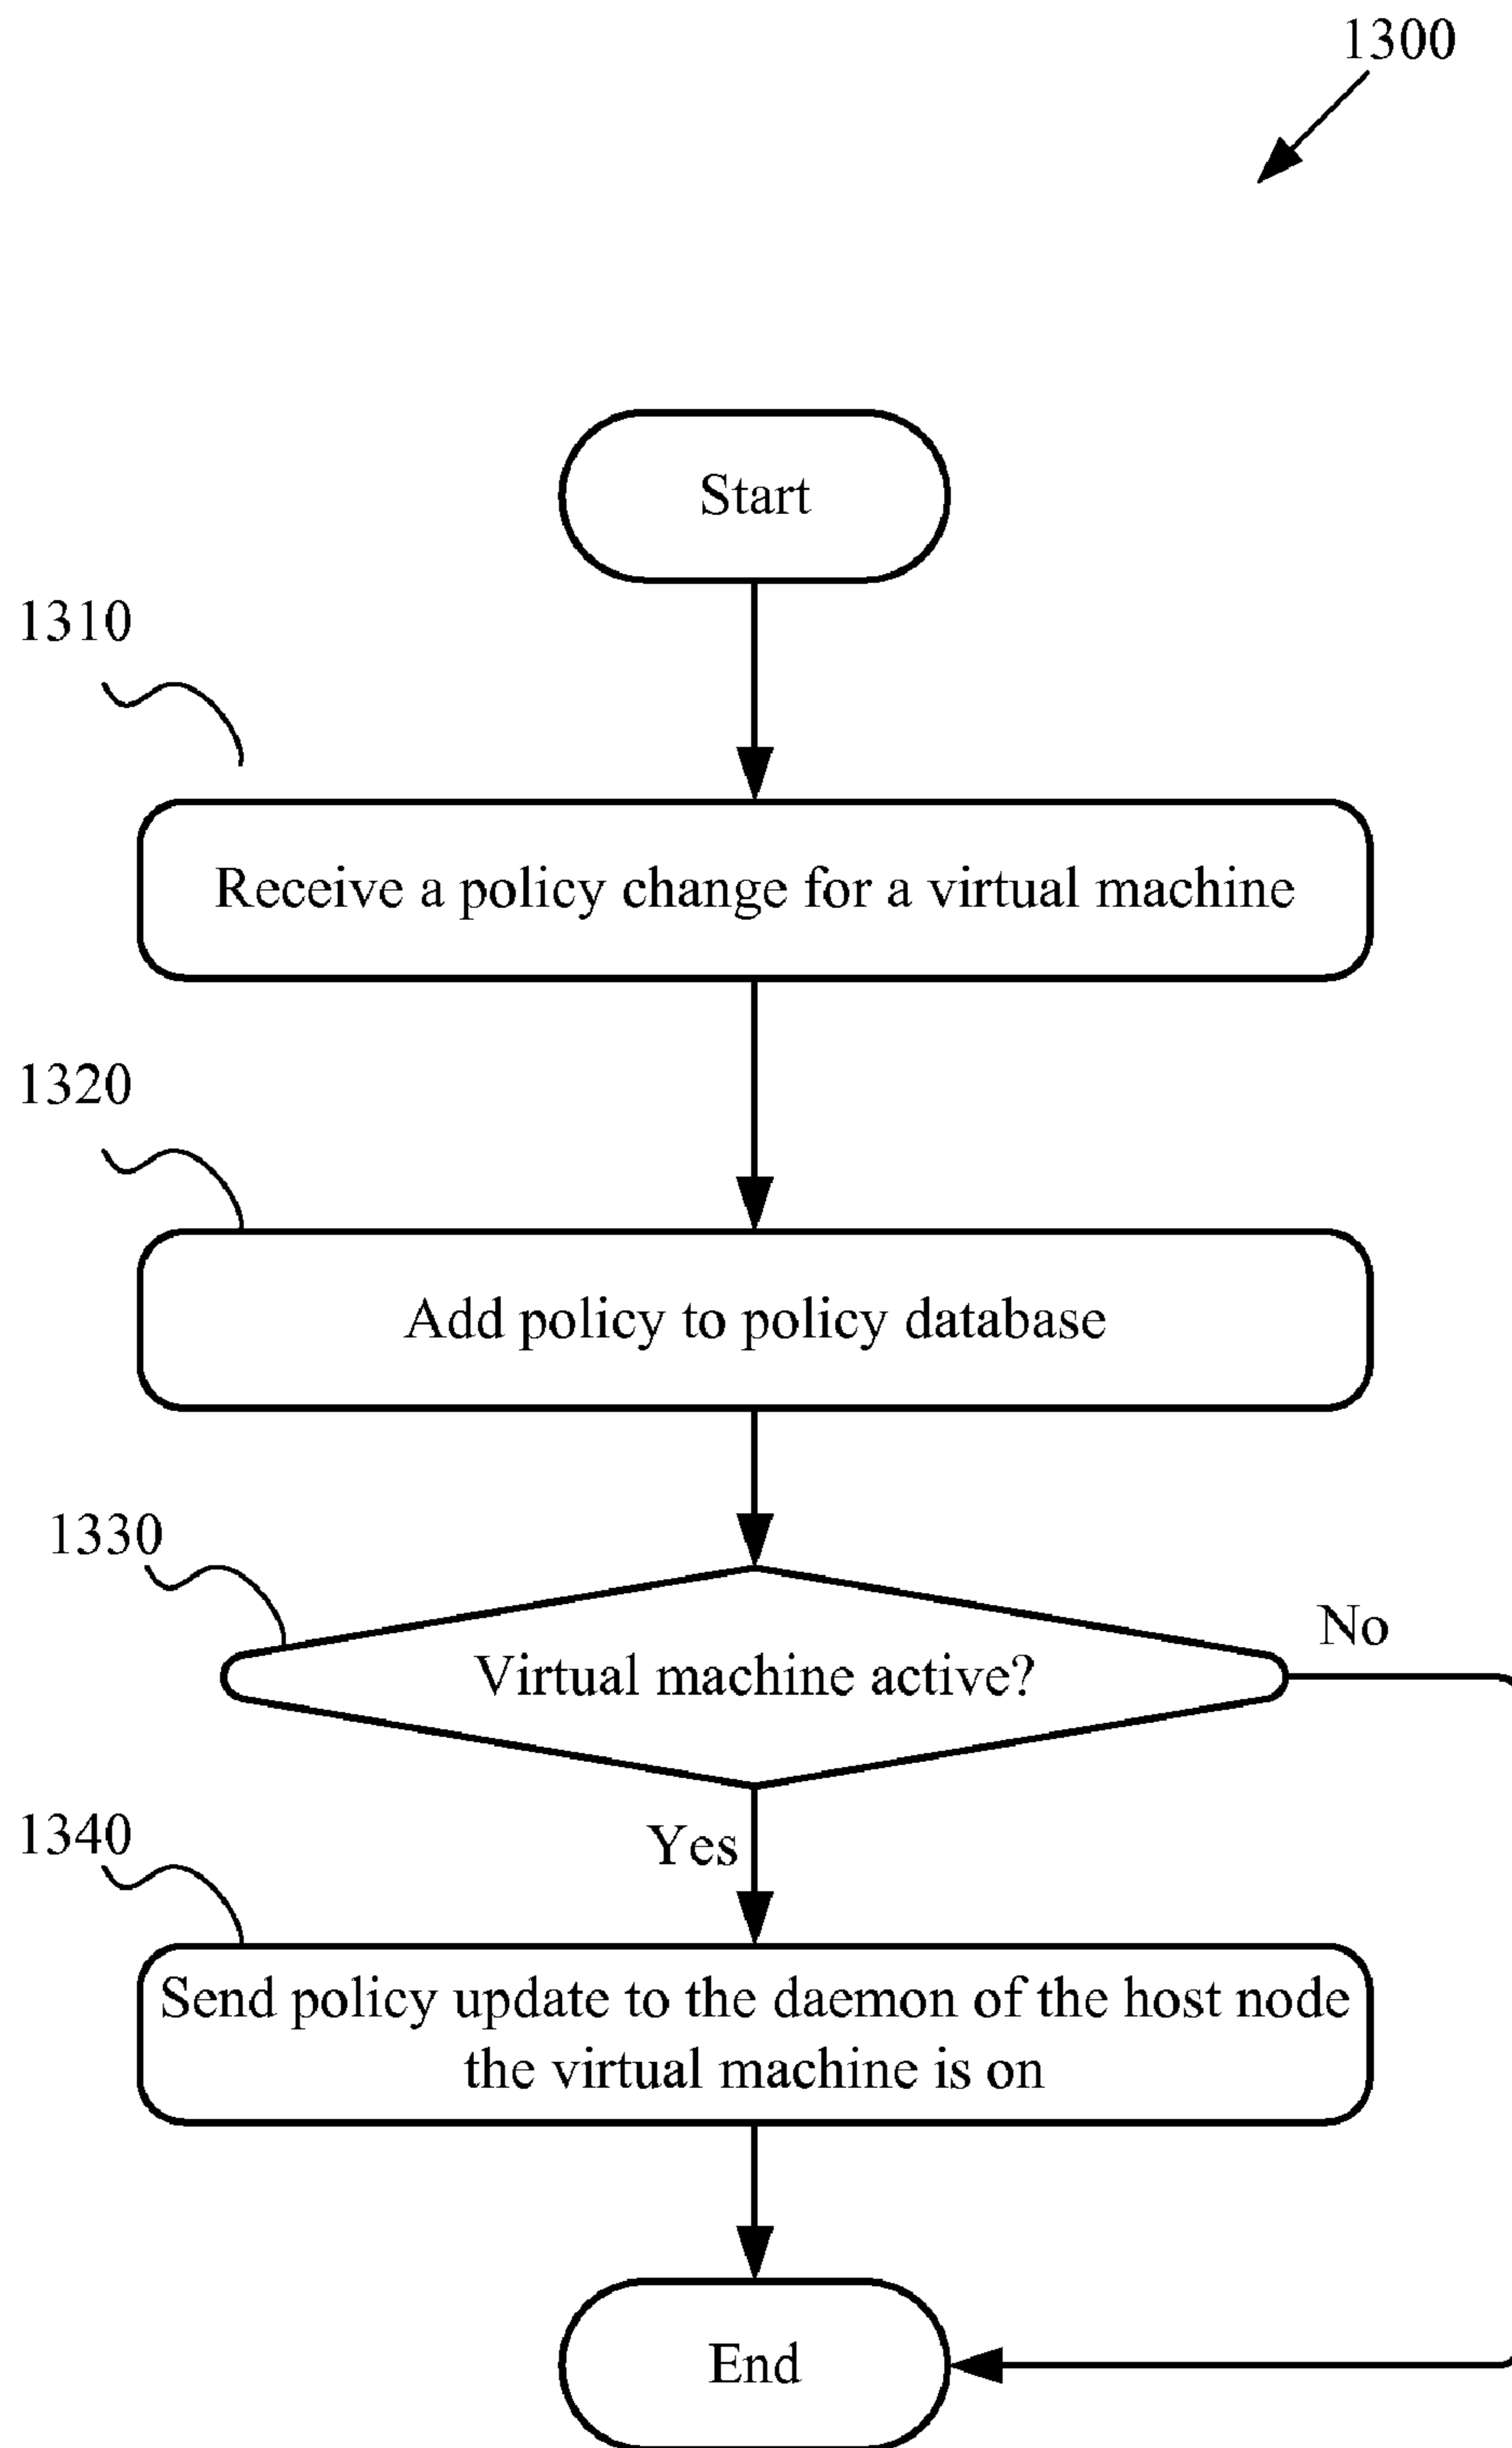 1300
Start
1310
Receive a policy change for a virtual machine
1320
Add policy to policy database
1330
Virtual machine active?
No
Yes
1340
Send policy update to the daemon of the host node
the virtual machine is on
End